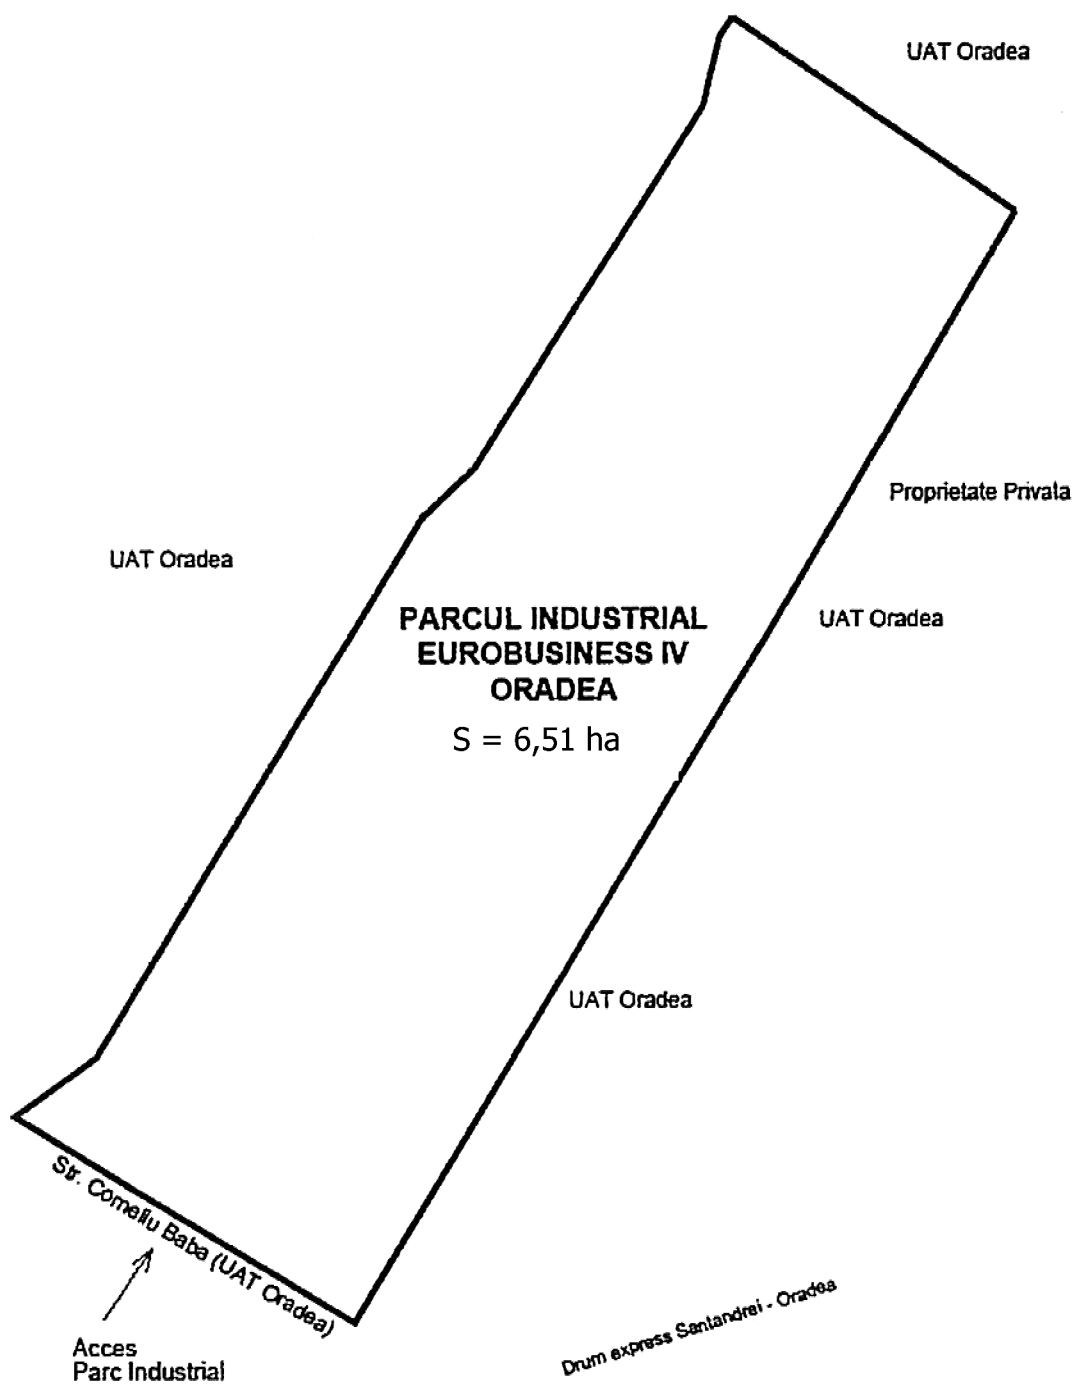 UAT Oradea
Proprietate Privata
UAT Oradea
UAT Oradea
PARCUL INDUSTRIAL
EUROBUSINESS IV
ORADEA
S = 6,51 ha
UAT Oradea
Str. Corneliu Baba (UAT Oradea)
Acces
Parc Industrial
Drum express Santandrei - Oradea